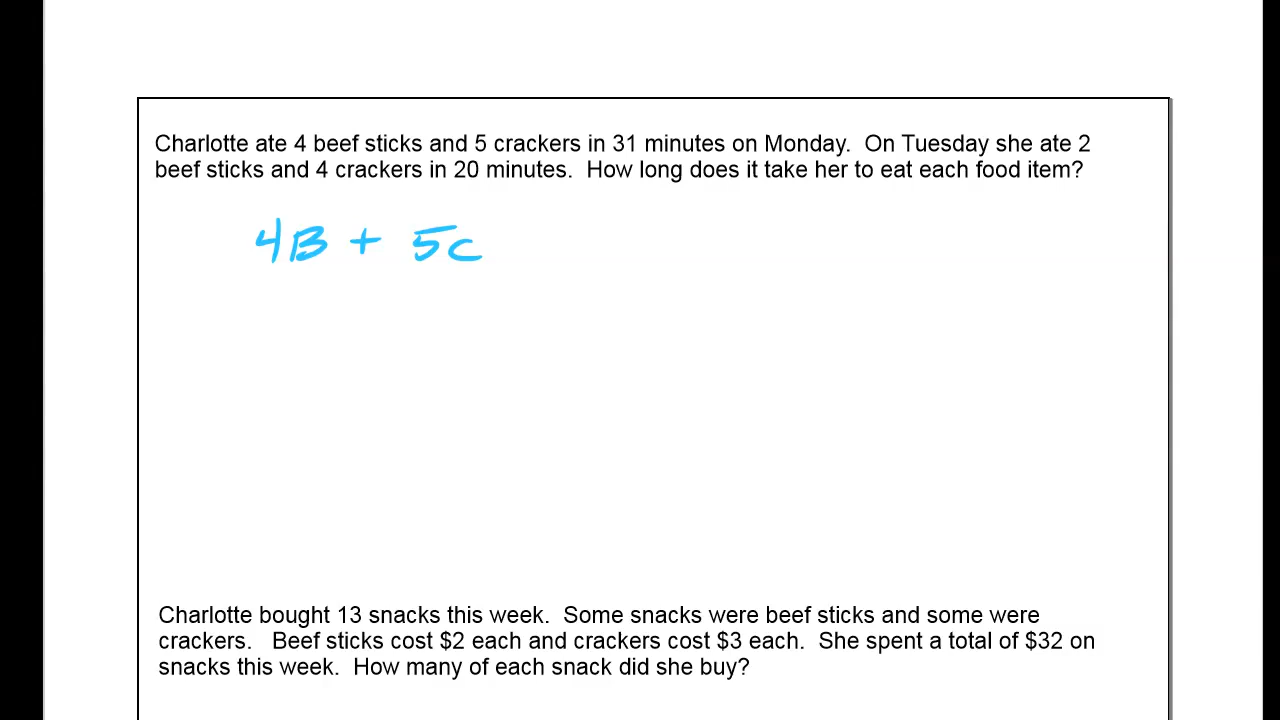 Charlotte ate 4 beef sticks and 5 crackers in 31 minutes on Monday.  On Tuesday she ate 2
beef sticks and 4 crackers in 20 minutes.  How long does it take her to eat each food item?
4B + 5C
Charlotte bought 13 snacks this week.  Some snacks were beef sticks and some were
crackers.   Beef sticks cost $2 each and crackers cost $3 each.  She spent a total of $32 on
snacks this week.  How many of each snack did she buy?